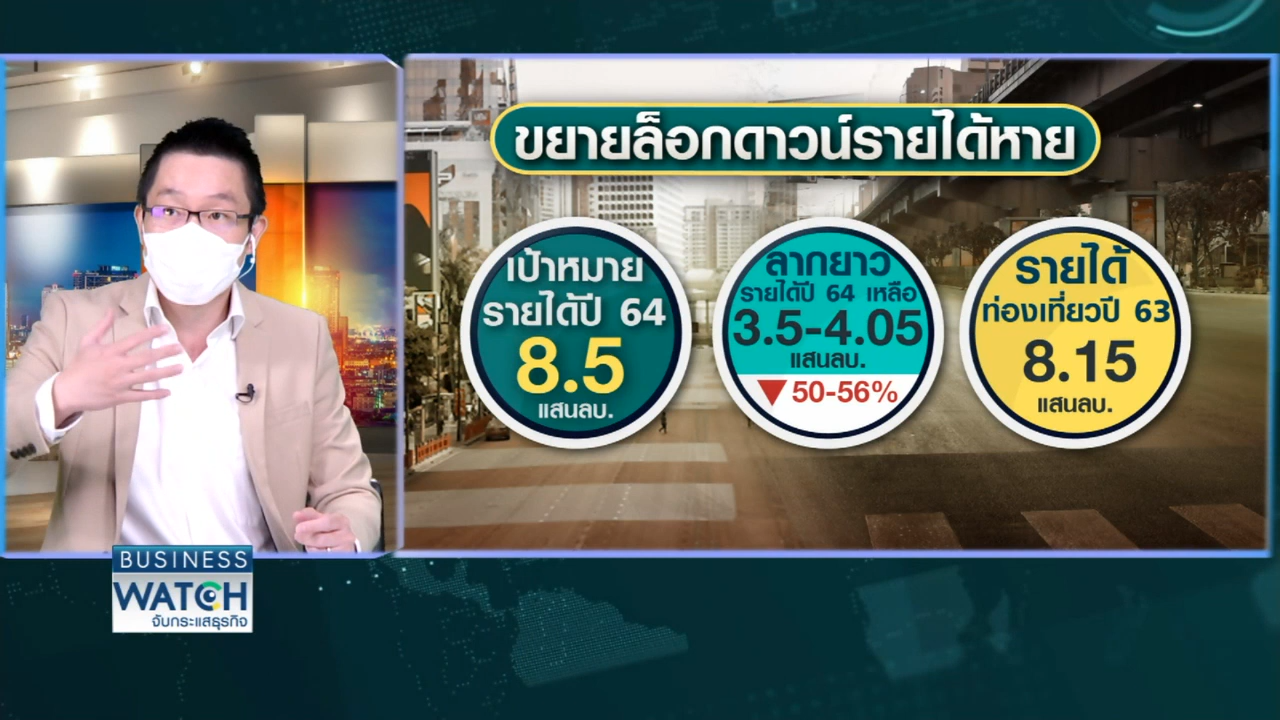 ขยายล็อกดาวน์รายได้หาย
เป้าหมาย
รายได้ปี 64
8.5
แสนลบ.
ลากยาว
รายได้ปี 64 เหลือ
3.5-4.05
แสนลบ.
▼ 50-56%
รายได้
ท่องเที่ยวปี 63
8.15
แสนลบ.
BUSINESS
WATCH
จับกระแสธุรกิจ